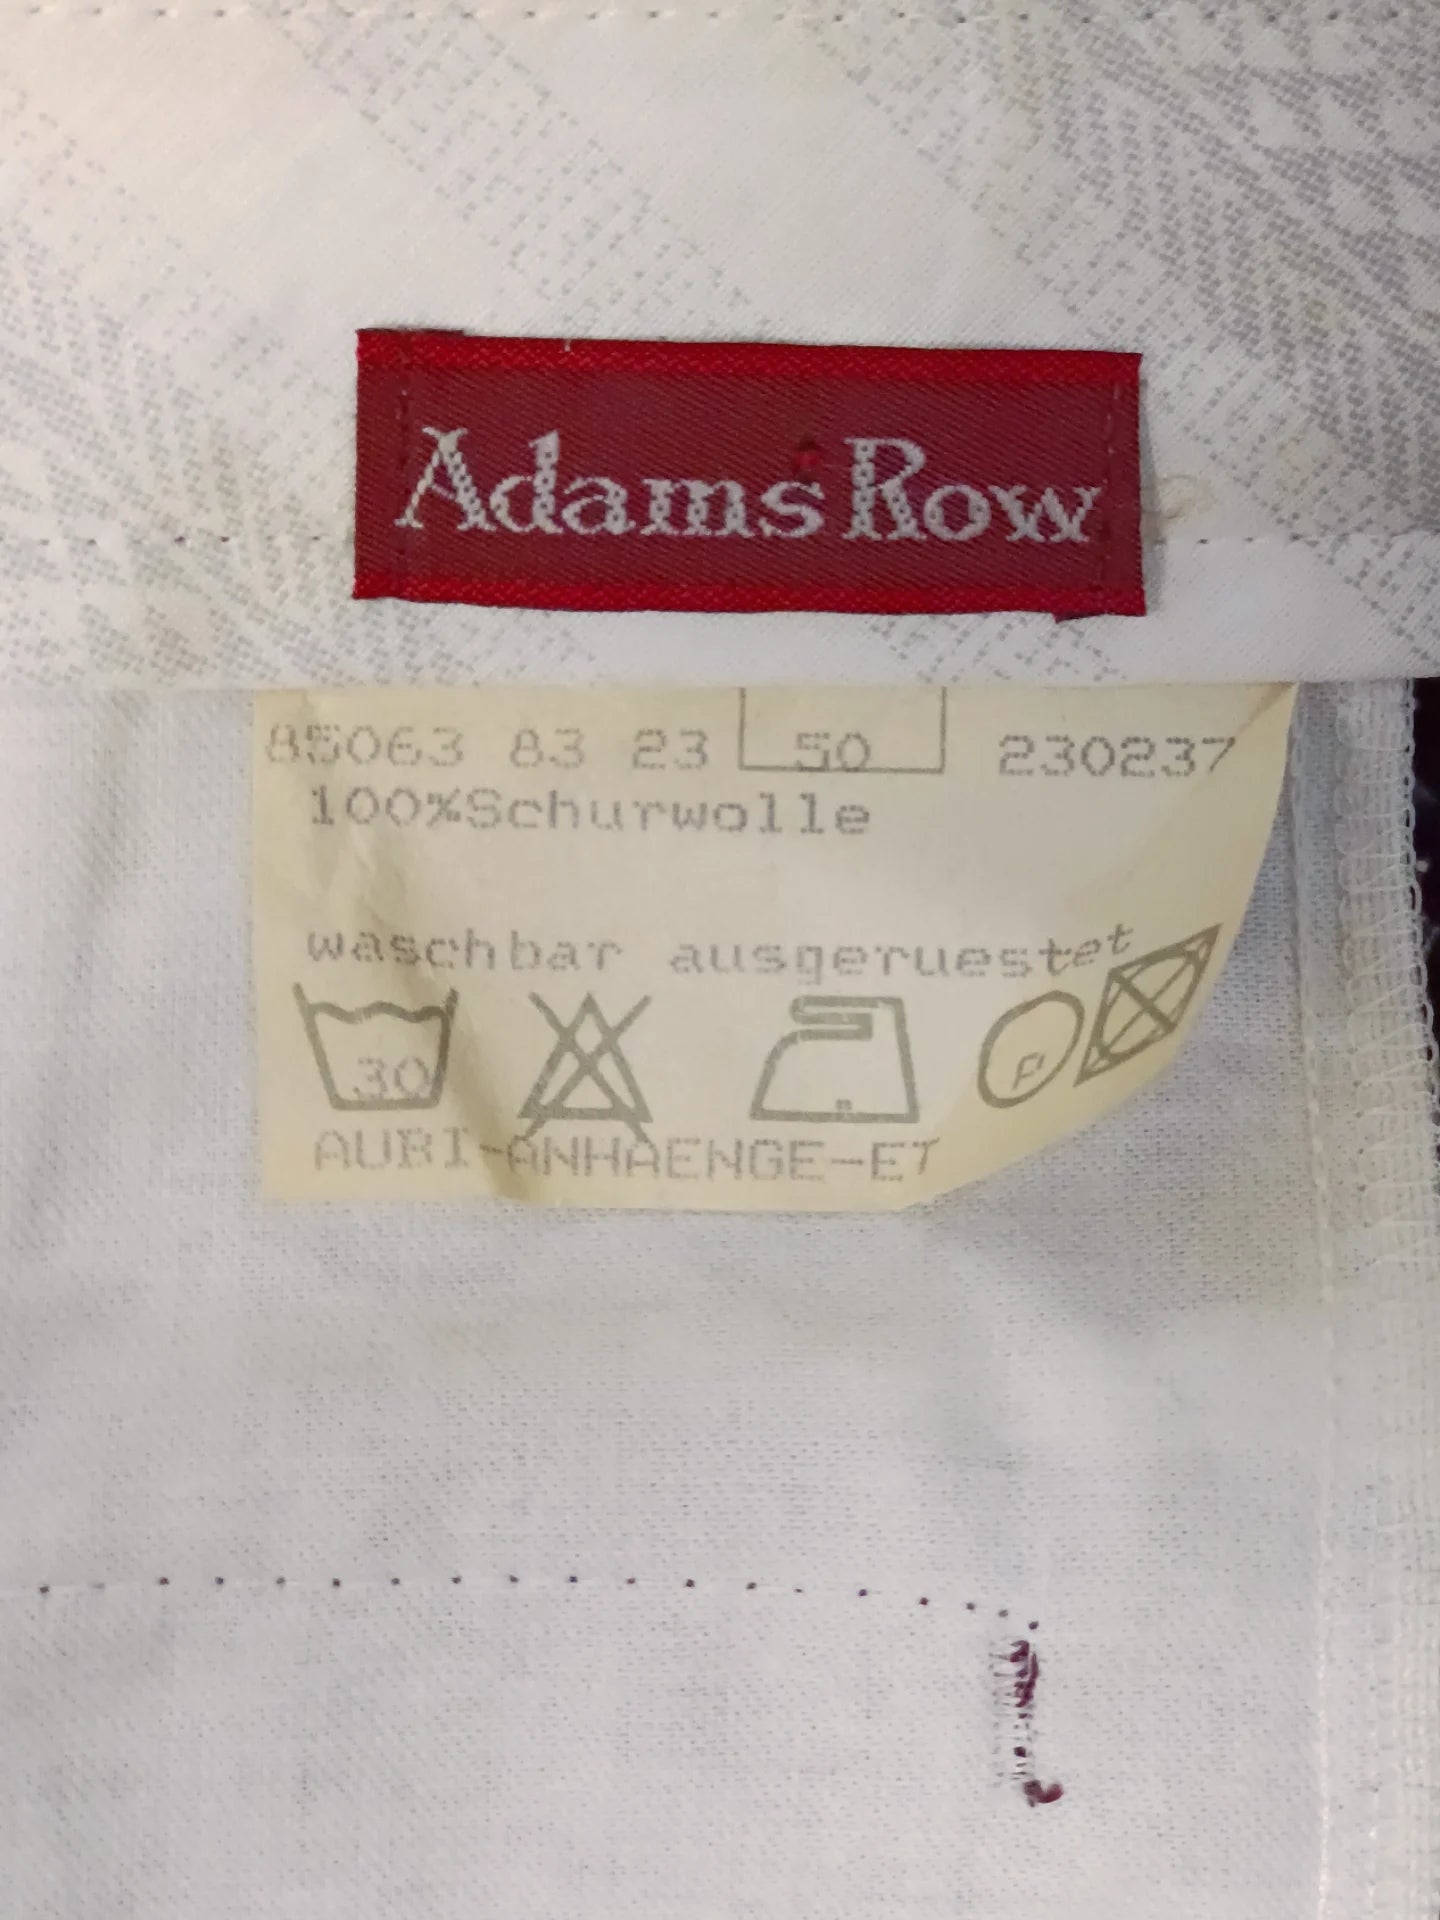 Adams Row
85063 83 23 50 230237
100%Schurwolle
waschbar ausgeruestet
30 P
AUBI-ANHAENGE-ET